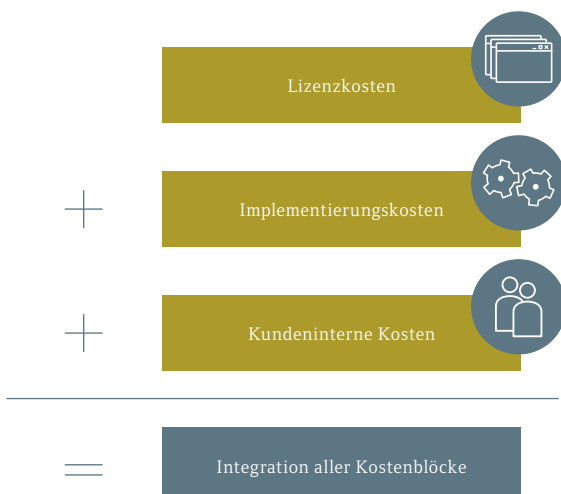 Lizenzkosten
+
Implementierungskosten
+
Kundeninterne Kosten
=
Integration aller Kostenblöcke